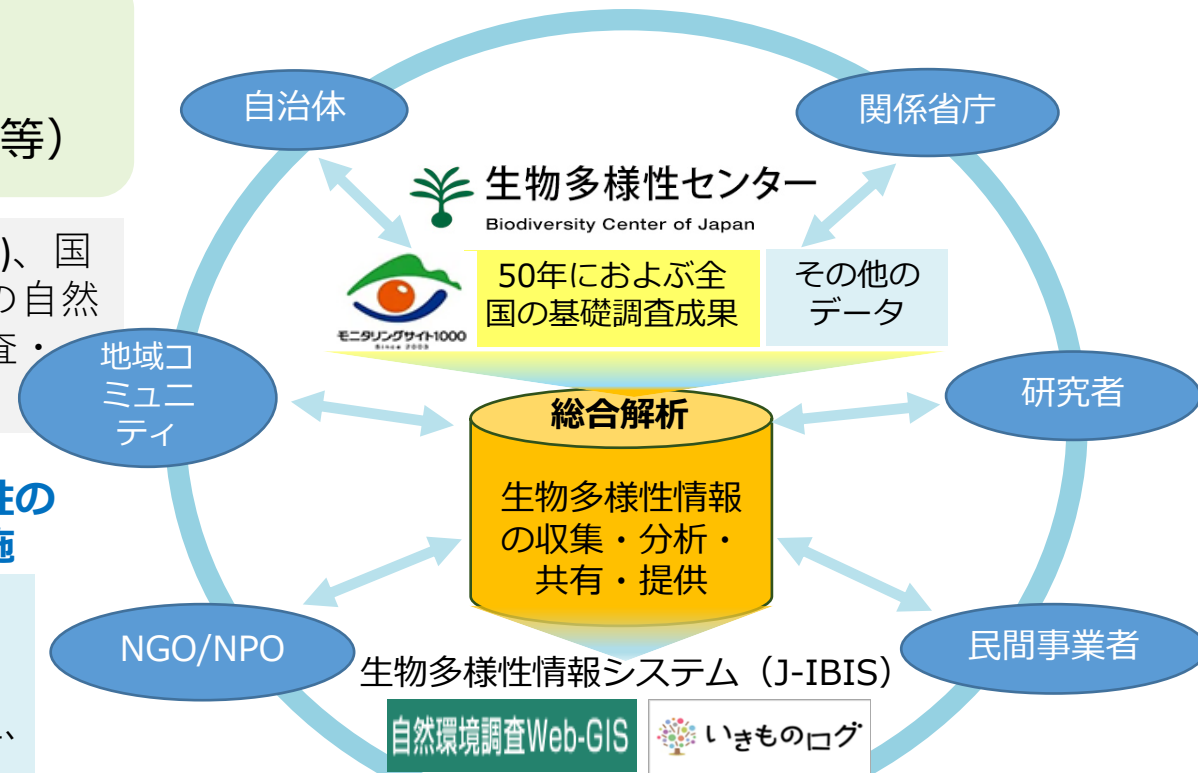 等）
自治体
関係省庁
生物多様性センター
Biodiversity Center of Japan
)、国
の自然
査・
モニタリングサイト1000
Since 2003
50年におよぶ全
国の基礎調査成果
その他の
データ
地域コ
ミュニ
ティ
総合解析
研究者
生物多様性情報
の収集・分析・
共有・提供
性の
施
NGO/NPO
民間事業者
生物多様性情報システム（J-IBIS）
自然環境調査Web-GIS
いきものログ
、